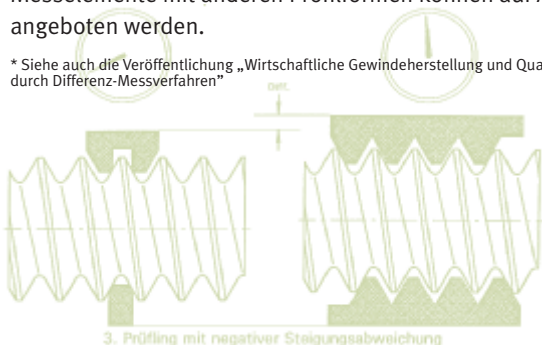 angeboten werden.
* Siehe auch die Veröffentlichung „Wirtschaftliche Gewindeherstellung und Qua
durch Differenz-Messverfahren”
Diff.
3. Prüfling mit negativer Steigungsabweichung